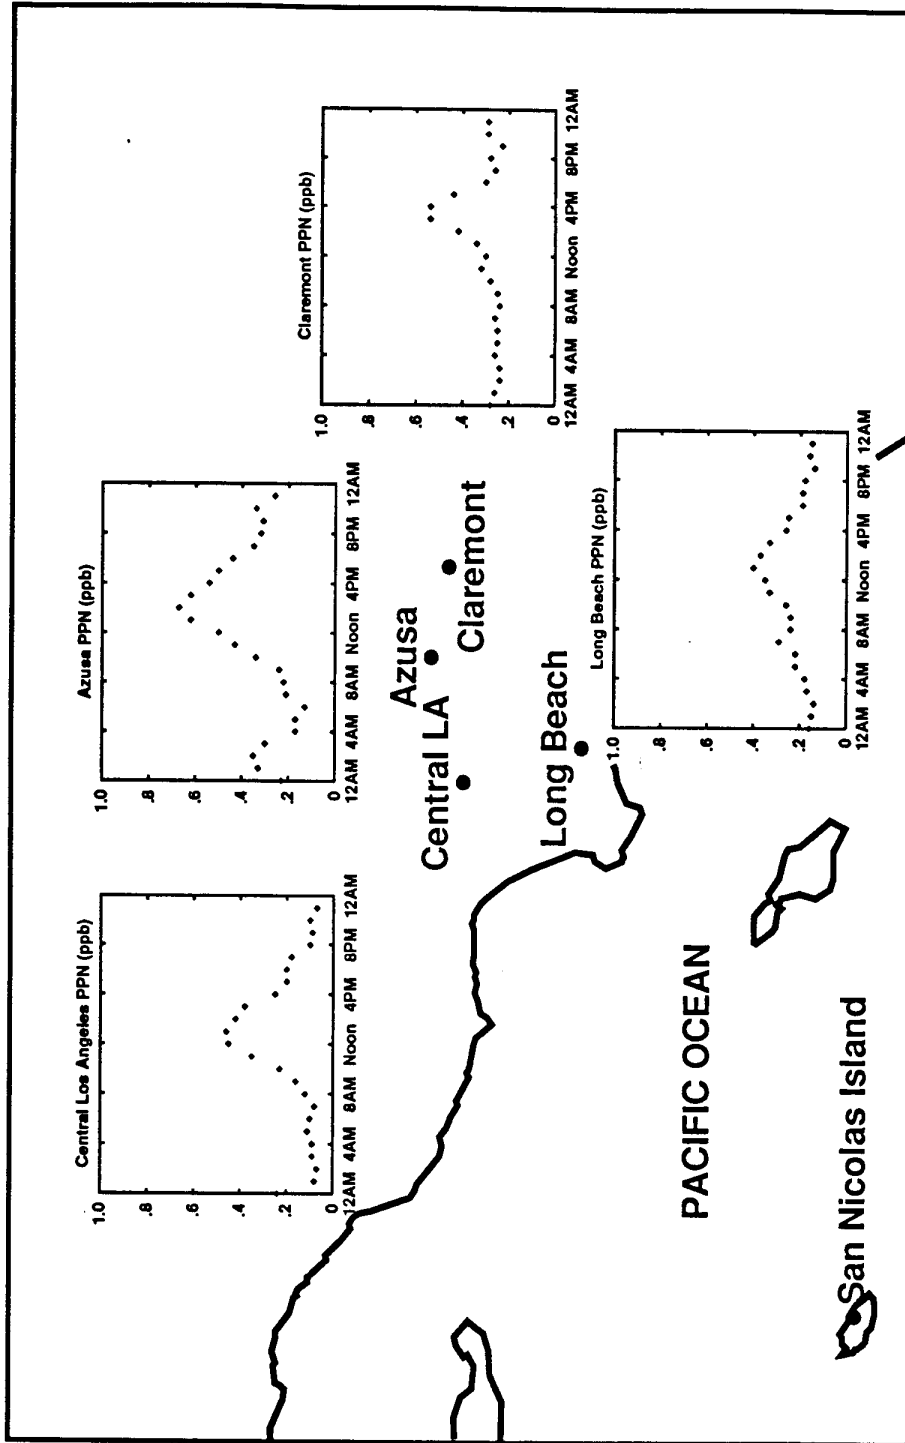 Central Los Angeles PPN (ppb)
1.0
.8
.6
.4
.2
0
12AM 4AM 8AM Noon 4PM 8PM 12AM
Azusa PPN (ppb)
1.0
.8
.6
.4
.2
0
12AM 4AM 8AM Noon 4PM 8PM 12AM
Claremont PPN (ppb)
1.0
.8
.6
.4
.2
0
12AM 4AM 8AM Noon 4PM 8PM 12AM
Azusa
Central LA
Claremont
Long Beach
Long Beach PPN (ppb)
1.0
.8
.6
.4
.2
0
12AM 4AM 8AM Noon 4PM 8PM 12AM
PACIFIC OCEAN
San Nicolas Island